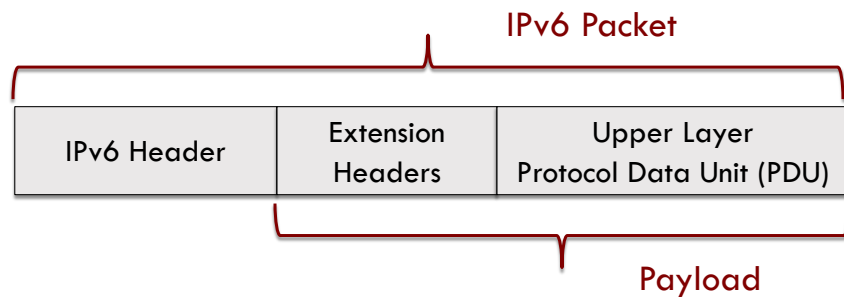 IPv6 Packet
IPv6 Header
Extension
Headers
Upper Layer
Protocol Data Unit (PDU)
Payload